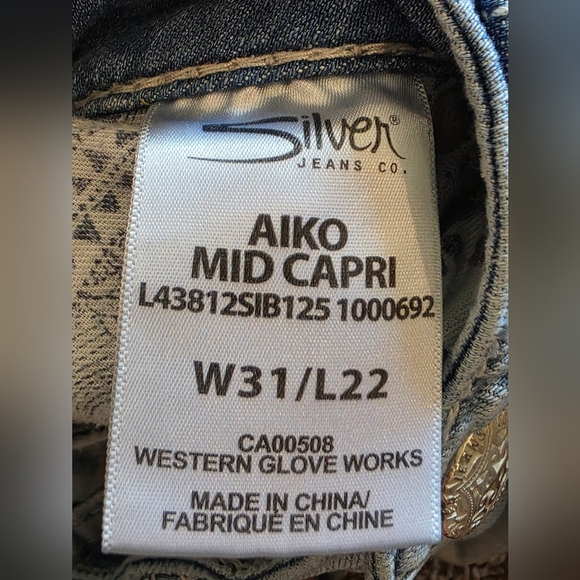 Silver®
JEANS CO.
AIKO
MID CAPRI
L43812SIB125 1000692
W31/L22
CA00508
WESTERN GLOVE WORKS
MADE IN CHINA/
FABRIQUÉ EN CHINE